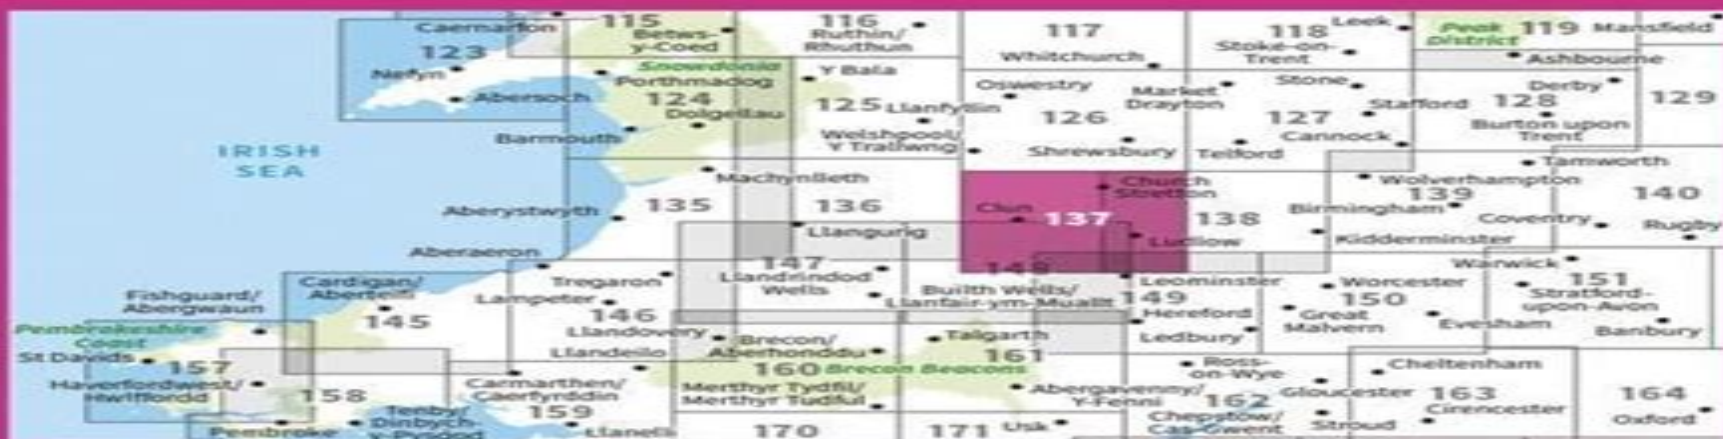 Caernarfon
115
Betws-
y-Coed
116
Ruthin/
Rhuthun
117
Whitchurch
118
Stoke-on-
Trent
Leek
Peak
District
119
Mansfield
Ashbourne
123
Nefyn
Abersoch
Snowdonia
Porthmadog
124
Dolgellau
Barmouth
Y Bala
125
Llanfyllin
Welshpool/
Y Trallwng
Oswestry
126
Market
Drayton
Shrewsbury
Stone
127
Stafford
Cannock
Telford
Derby
128
Burton upon
Trent
129
IRISH
SEA
Machynlleth
Aberystwyth
135
136
Llangurig
Aberaeron
Church
Stretton
Clun
137
Ludlow
138
Tamworth
Wolverhampton
139
Birmingham
Coventry
Kidderminster
140
Rugby
Cardigan/
Aberteifi
145
Tregaron
Lampeter
146
Llandovery
Llandeilo
147
Llandrindod
Wells
148
Builth Wells/
Llanfair-ym-Muallt
Leominster
149
Hereford
Ledbury
Worcester
150
Great
Malvern
Evesham
Warwick
151
Stratford-
upon-Avon
Banbury
Fishguard/
Abergwaun
Pembrokeshire
Coast
St Davids
157
Haverfordwest/
Hwlffordd
158
Pembroke
Tenby/
Dinbych-
y-Pysgod
Carmarthen/
Caerfyrddin
159
Llanelli
Brecon/
Aberhonddu
160
Brecon Beacons
Merthyr Tydfil/
Merthyr Tudful
Talgarth
161
Abergavenny/
Y-Fenni
Ross-
on-Wye
162
Gloucester
Chepstow/
Cas-Gwent
Stroud
Cheltenham
163
Cirencester
164
Oxford
170
171
Usk